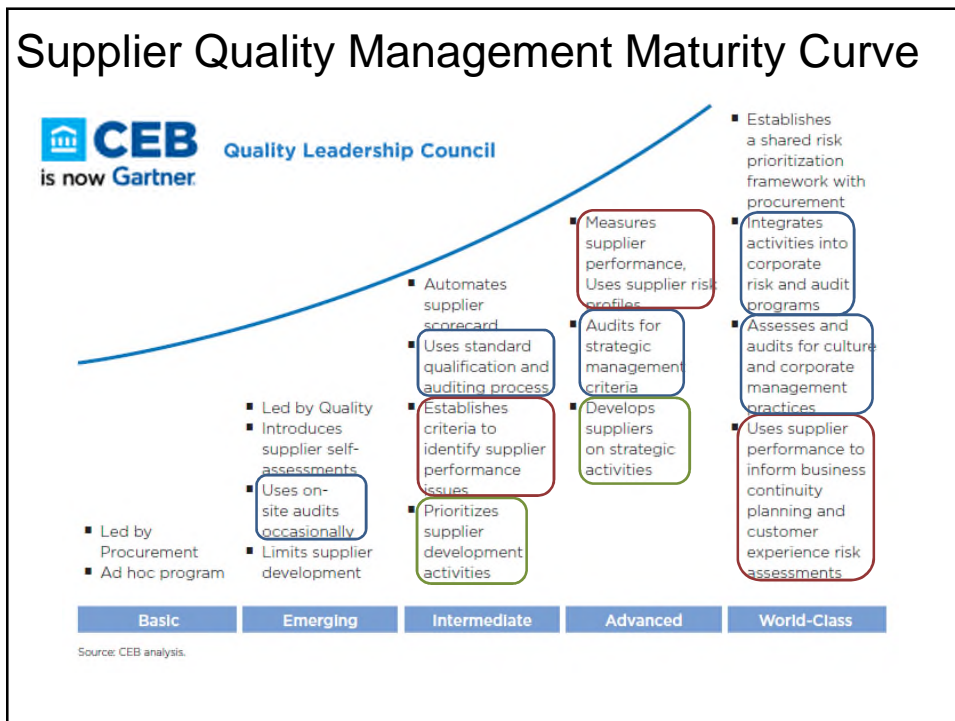 Supplier Quality Management Maturity Curve
CEB
is now Gartner.
Quality Leadership Council
▪ Led by
Procurement
▪ Ad hoc program
▪ Led by Quality
▪ Introduces
supplier self-
assessments
▪ Uses on-
site audits
occasionally
▪ Limits supplier
development
▪ Automates
supplier
scorecard
▪ Uses standard
qualification and
auditing process
▪ Establishes
criteria to
identify supplier
performance
issues
▪ Prioritizes
supplier
development
activities
▪ Measures
supplier
performance,
Uses supplier risk
profiles
▪ Audits for
strategic
management
criteria
▪ Develops
suppliers
on strategic
activities
▪ Establishes
a shared risk
prioritization
framework with
procurement
▪ Integrates
activities into
corporate
risk and audit
programs
▪ Assesses and
audits for culture
and corporate
management
practices
▪ Uses supplier
performance to
inform business
continuity
planning and
customer
experience risk
assessments
Basic
Emerging
Intermediate
Advanced
World-Class
Source: CEB analysis.